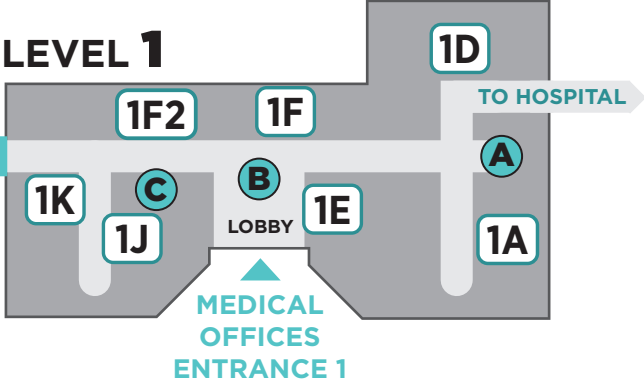 LEVEL 1
1D
TO HOSPITAL
1F2
1F
A
B
C
1K
1E
1J
LOBBY
1A
MEDICAL
OFFICES
ENTRANCE 1